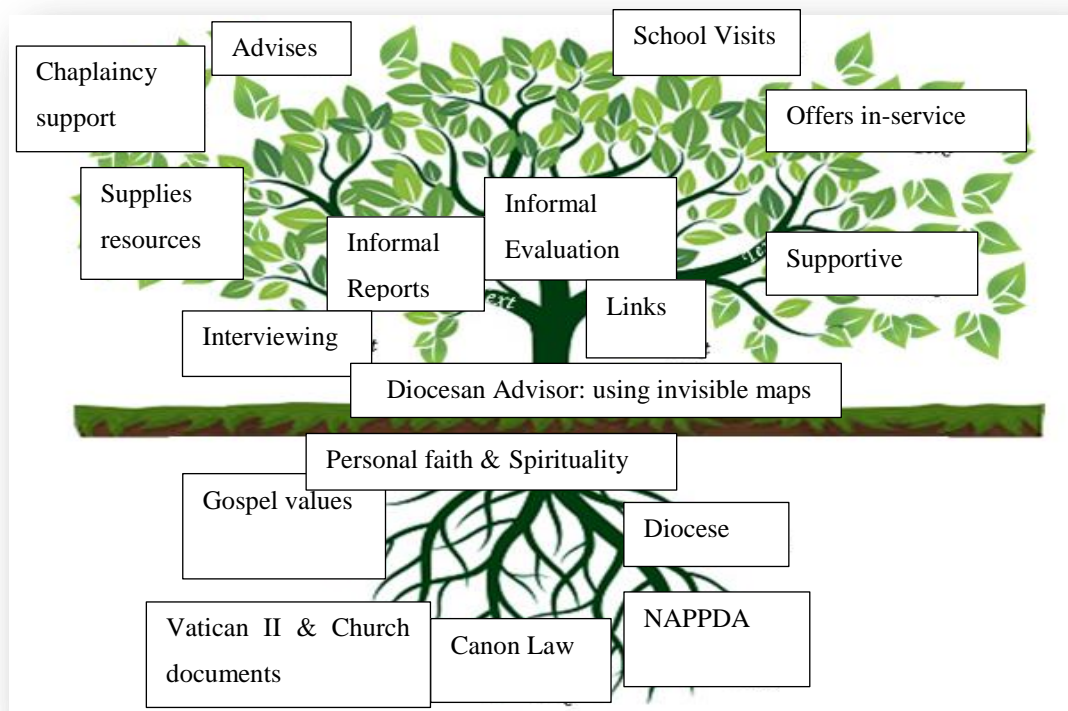 Advises
School Visits
Chaplaincy
support
Offers in-service
Supplies
resources
Informal
Evaluation
Informal
Reports
Supportive
Text
Links
Interviewing
Diocesan Advisor: using invisible maps
Personal faith & Spirituality
Gospel values
Diocese
Vatican II & Church
documents
Canon Law
NAPPDA